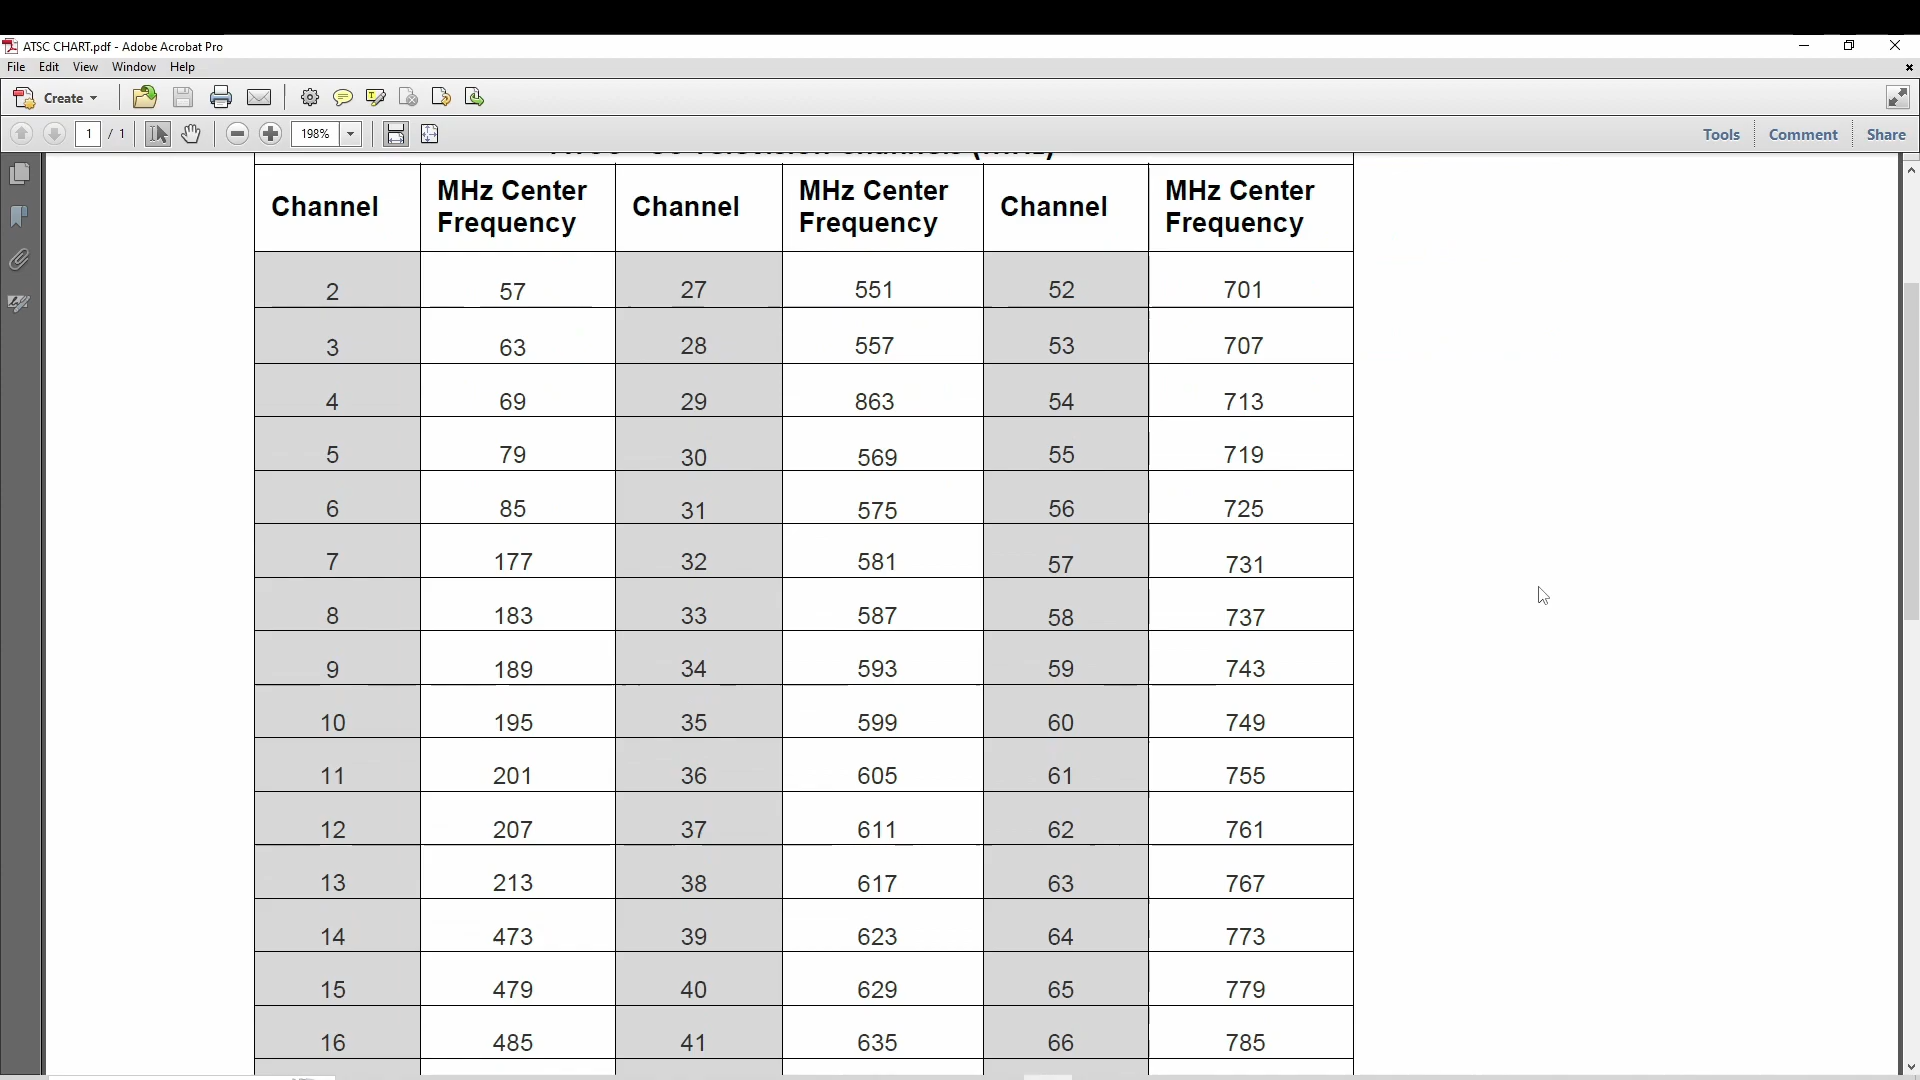 ATSC CHART.pdf - Adobe Acrobat Pro
File Edit View Window Help
Create
1 / 1 198% Tools Comment Share
Channel MHz Center Frequency Channel MHz Center Frequency Channel MHz Center Frequency
2 57 27 551 52 701
3 63 28 557 53 707
4 69 29 863 54 713
5 79 30 569 55 719
6 85 31 575 56 725
7 177 32 581 57 731
8 183 33 587 58 737
9 189 34 593 59 743
10 195 35 599 60 749
11 201 36 605 61 755
12 207 37 611 62 761
13 213 38 617 63 767
14 473 39 623 64 773
15 479 40 629 65 779
16 485 41 635 66 785